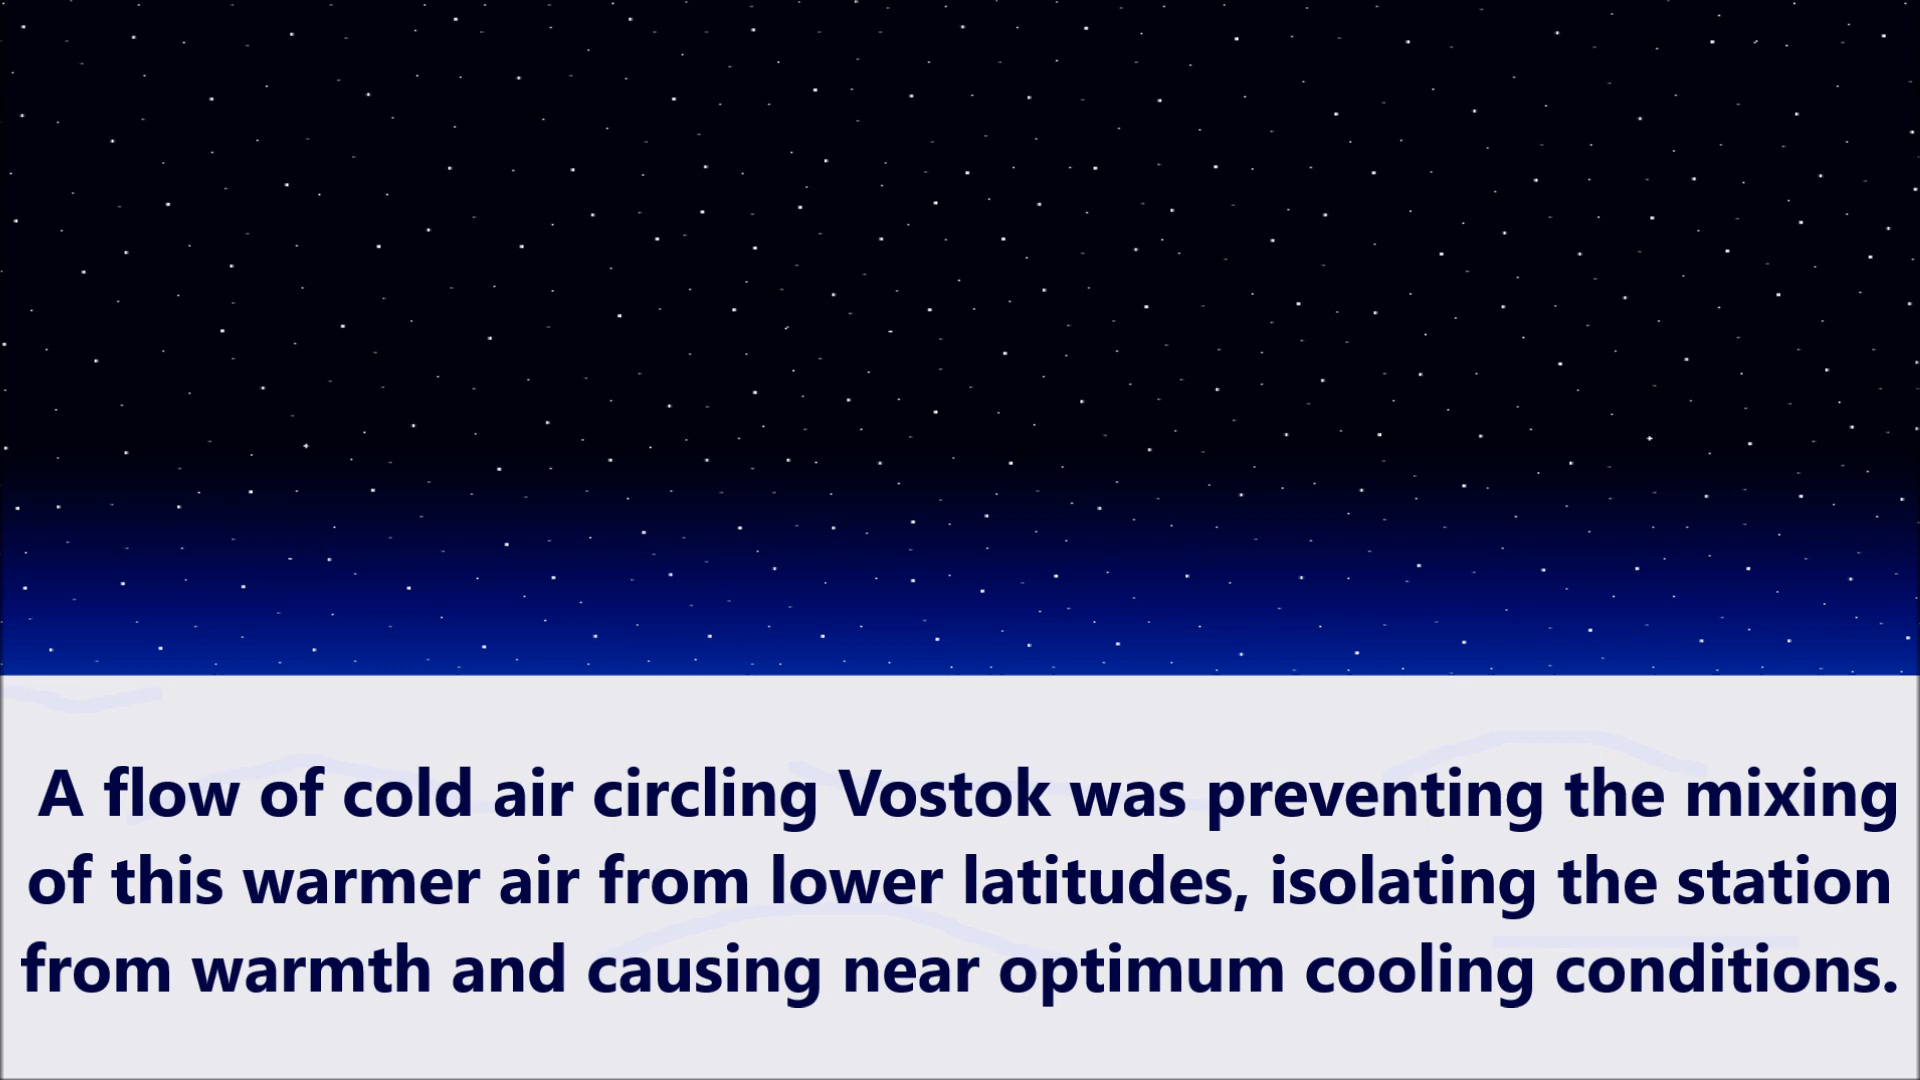 A flow of cold air circling Vostok was preventing the mixing
of this warmer air from lower latitudes, isolating the station
from warmth and causing near optimum cooling conditions.